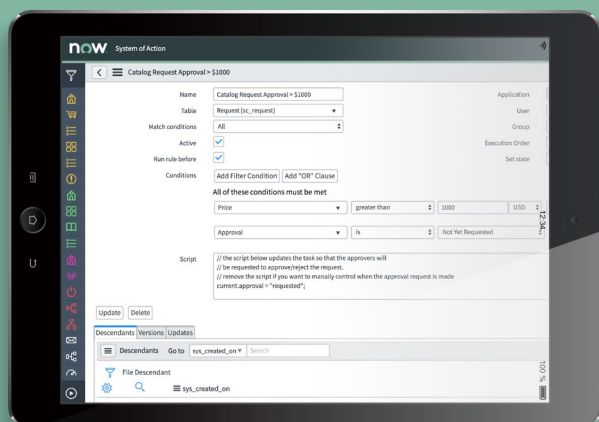 now System of Action
Catalog Request Approval > $1000
Name Catalog Request Approval > $1000 Application
Table Request [sc_request] User
Match conditions All Group
Active Execution Order
Run rule before Set state
Conditions Add Filter Condition Add "OR" Clause
All of these conditions must be met
Price greater than 1000 USD
12:34
Approval is Not Yet Requested
Script // the script below updates the task so that the approvers will
// be requested to approve/reject the request.
// remove the script if you want to manally control when the approval request is made
current.approval = "requested";
Update Delete
Descendants Versions Updates
Descendants Go to sys_created_on Search
File Descendant
sys_created_on
100 %